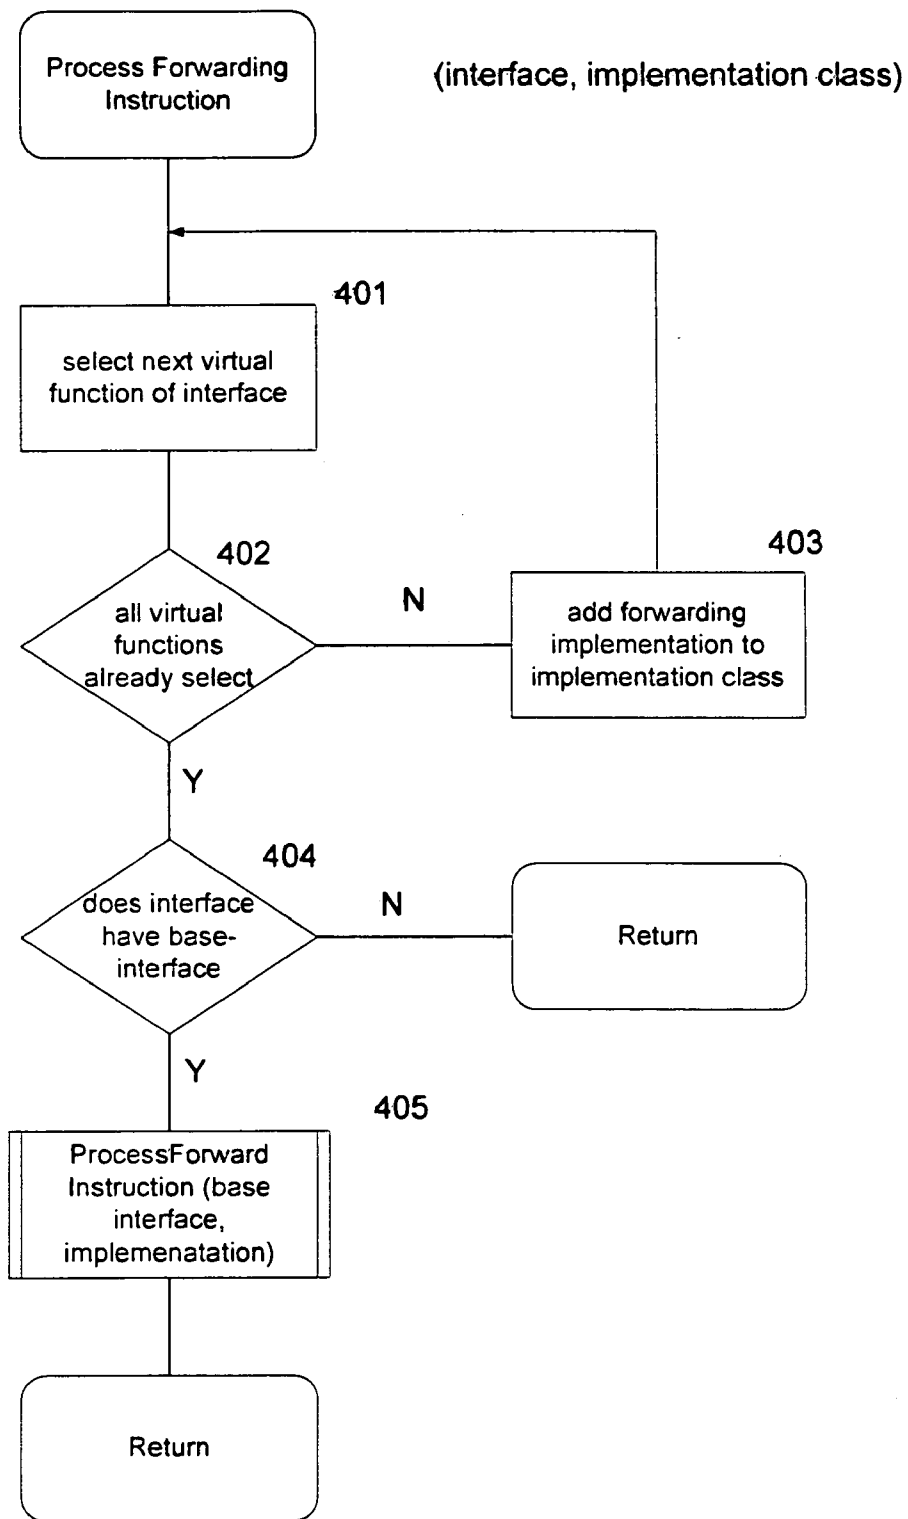 Process Forwarding
Instruction
(interface, implementation class)
401
select next virtual
function of interface
402
all virtual
functions
already select
N
403
add forwarding
implementation to
implementation class
Y
404
does interface
have base-
interface
N
Return
Y
405
ProcessForward
Instruction (base
interface,
implemenatation)
Return